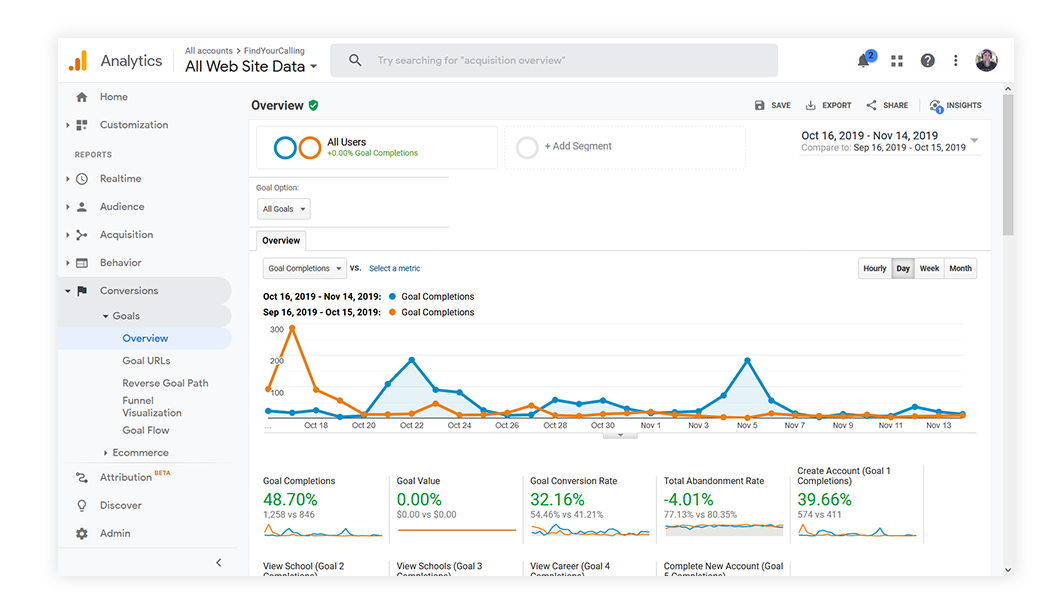 Analytics
All accounts > FindYourCalling
All Web Site Data
Try searching for "acquisition overview"
2
Home
Customization
REPORTS
Realtime
Audience
Acquisition
Behavior
Conversions
Goals
Overview
Goal URLs
Reverse Goal Path
Funnel
Visualization
Goal Flow
Ecommerce
Attribution BETA
Discover
Admin
Overview
SAVE
EXPORT
SHARE
1
INSIGHTS
All Users
+0.00% Goal Completions
+ Add Segment
Oct 16, 2019 - Nov 14, 2019
Compare to: Sep 16, 2019 - Oct 15, 2019
Goal Option:
All Goals
Overview
Goal Completions
VS.
Select a metric
Hourly
Day
Week
Month
Oct 16, 2019 - Nov 14, 2019: Goal Completions
Sep 16, 2019 - Oct 15, 2019: Goal Completions
300
200
100
... Oct 18 Oct 20 Oct 22 Oct 24 Oct 26 Oct 28 Oct 30 Nov 1 Nov 3 Nov 5 Nov 7 Nov 9 Nov 11 Nov 13
Goal Completions
48.70%
1,258 vs 846
Goal Value
0.00%
$0.00 vs $0.00
Goal Conversion Rate
32.16%
54.46% vs 41.21%
Total Abandonment Rate
-4.01%
77.13% vs 80.35%
Create Account (Goal 1
Completions)
39.66%
574 vs 411
View School (Goal 2
Completions)
View Schools (Goal 3
Completions)
View Career (Goal 4
Completions)
Complete New Account (Goal
5 Completions)